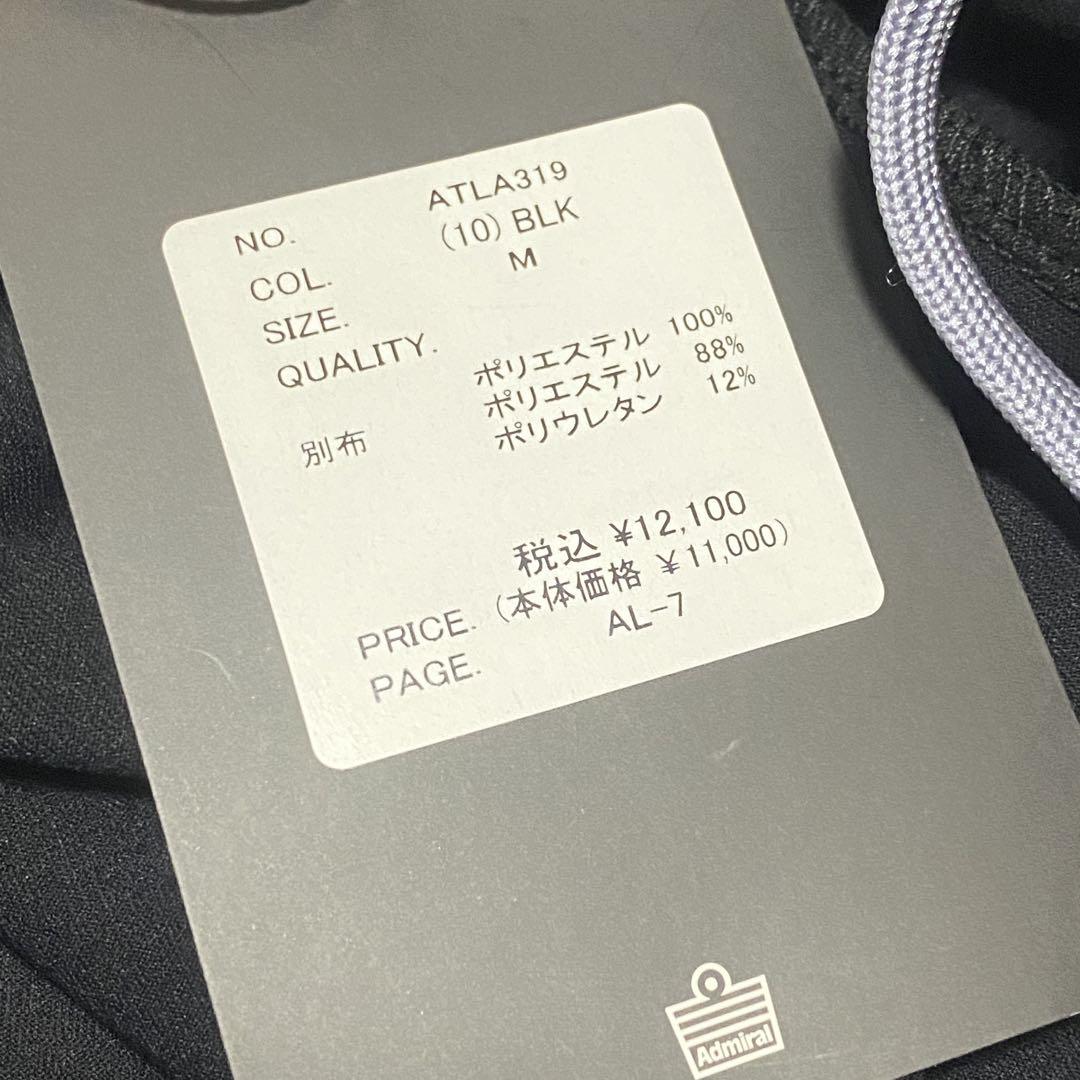 NO. ATLA319
COL. (10) BLK
SIZE. M
QUALITY.
ポリエステル 100%
ポリエステル 88%
別布 ポリウレタン 12%
税込 ¥12,100
PRICE. (本体価格 ¥11,000)
PAGE. AL-7
Admiral